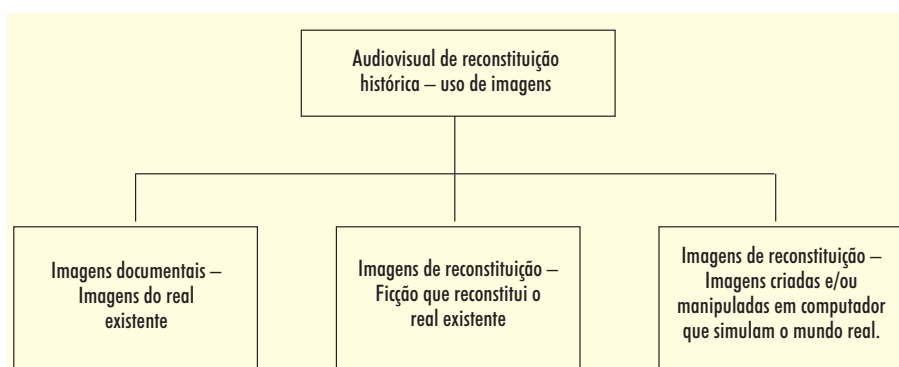 Audiovisual de reconstituição
histórica – uso de imagens
Imagens documentais –
Imagens do real
existente
Imagens de reconstituição –
Ficção que reconstitui o
real existente
Imagens de reconstituição –
Imagens criadas e/ou
manipuladas em computador
que simulam o mundo real.